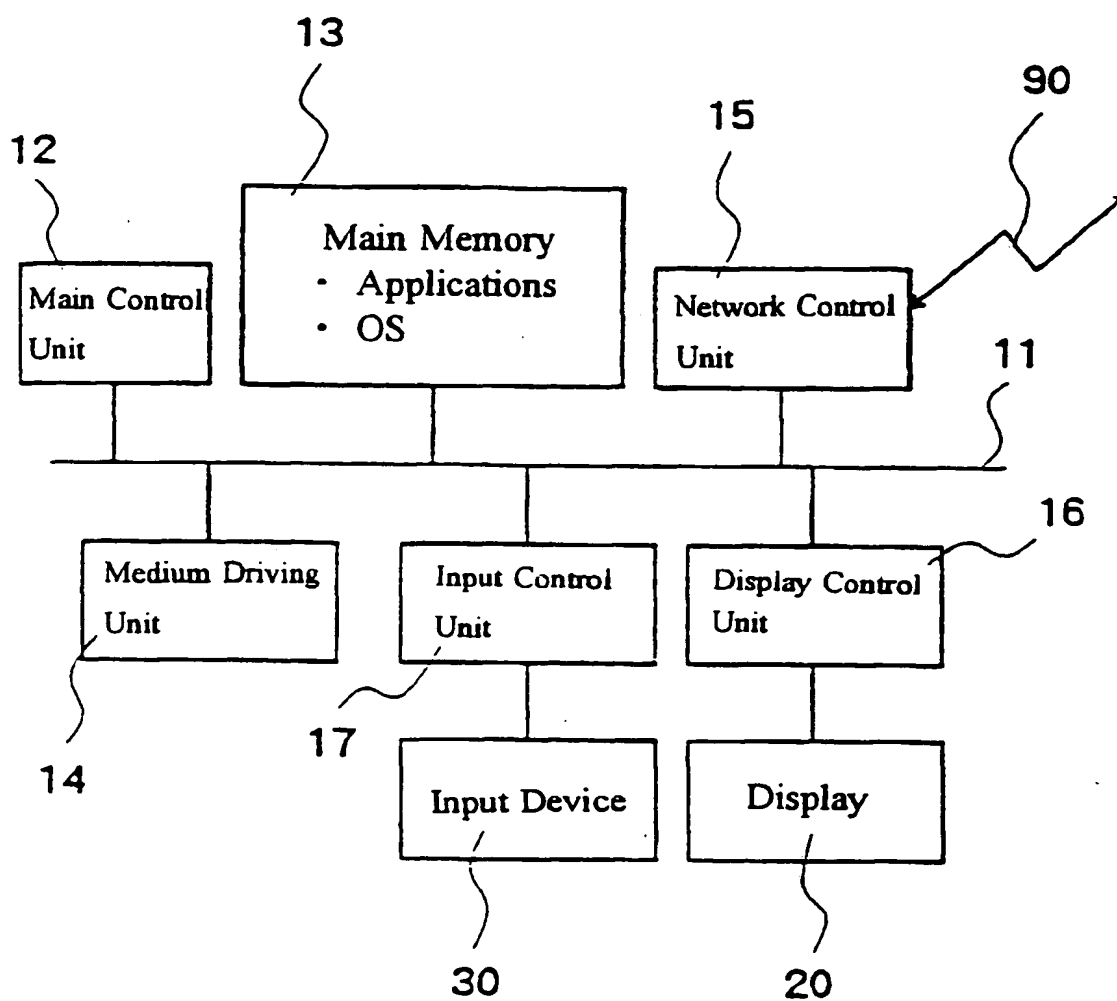 13
90
15
12
Main Memory
· Applications
· OS
Main Control
Unit
Network Control
Unit
11
16
Medium Driving
Unit
Input Control
Unit
Display Control
Unit
17
14
Input Device
Display
30
20